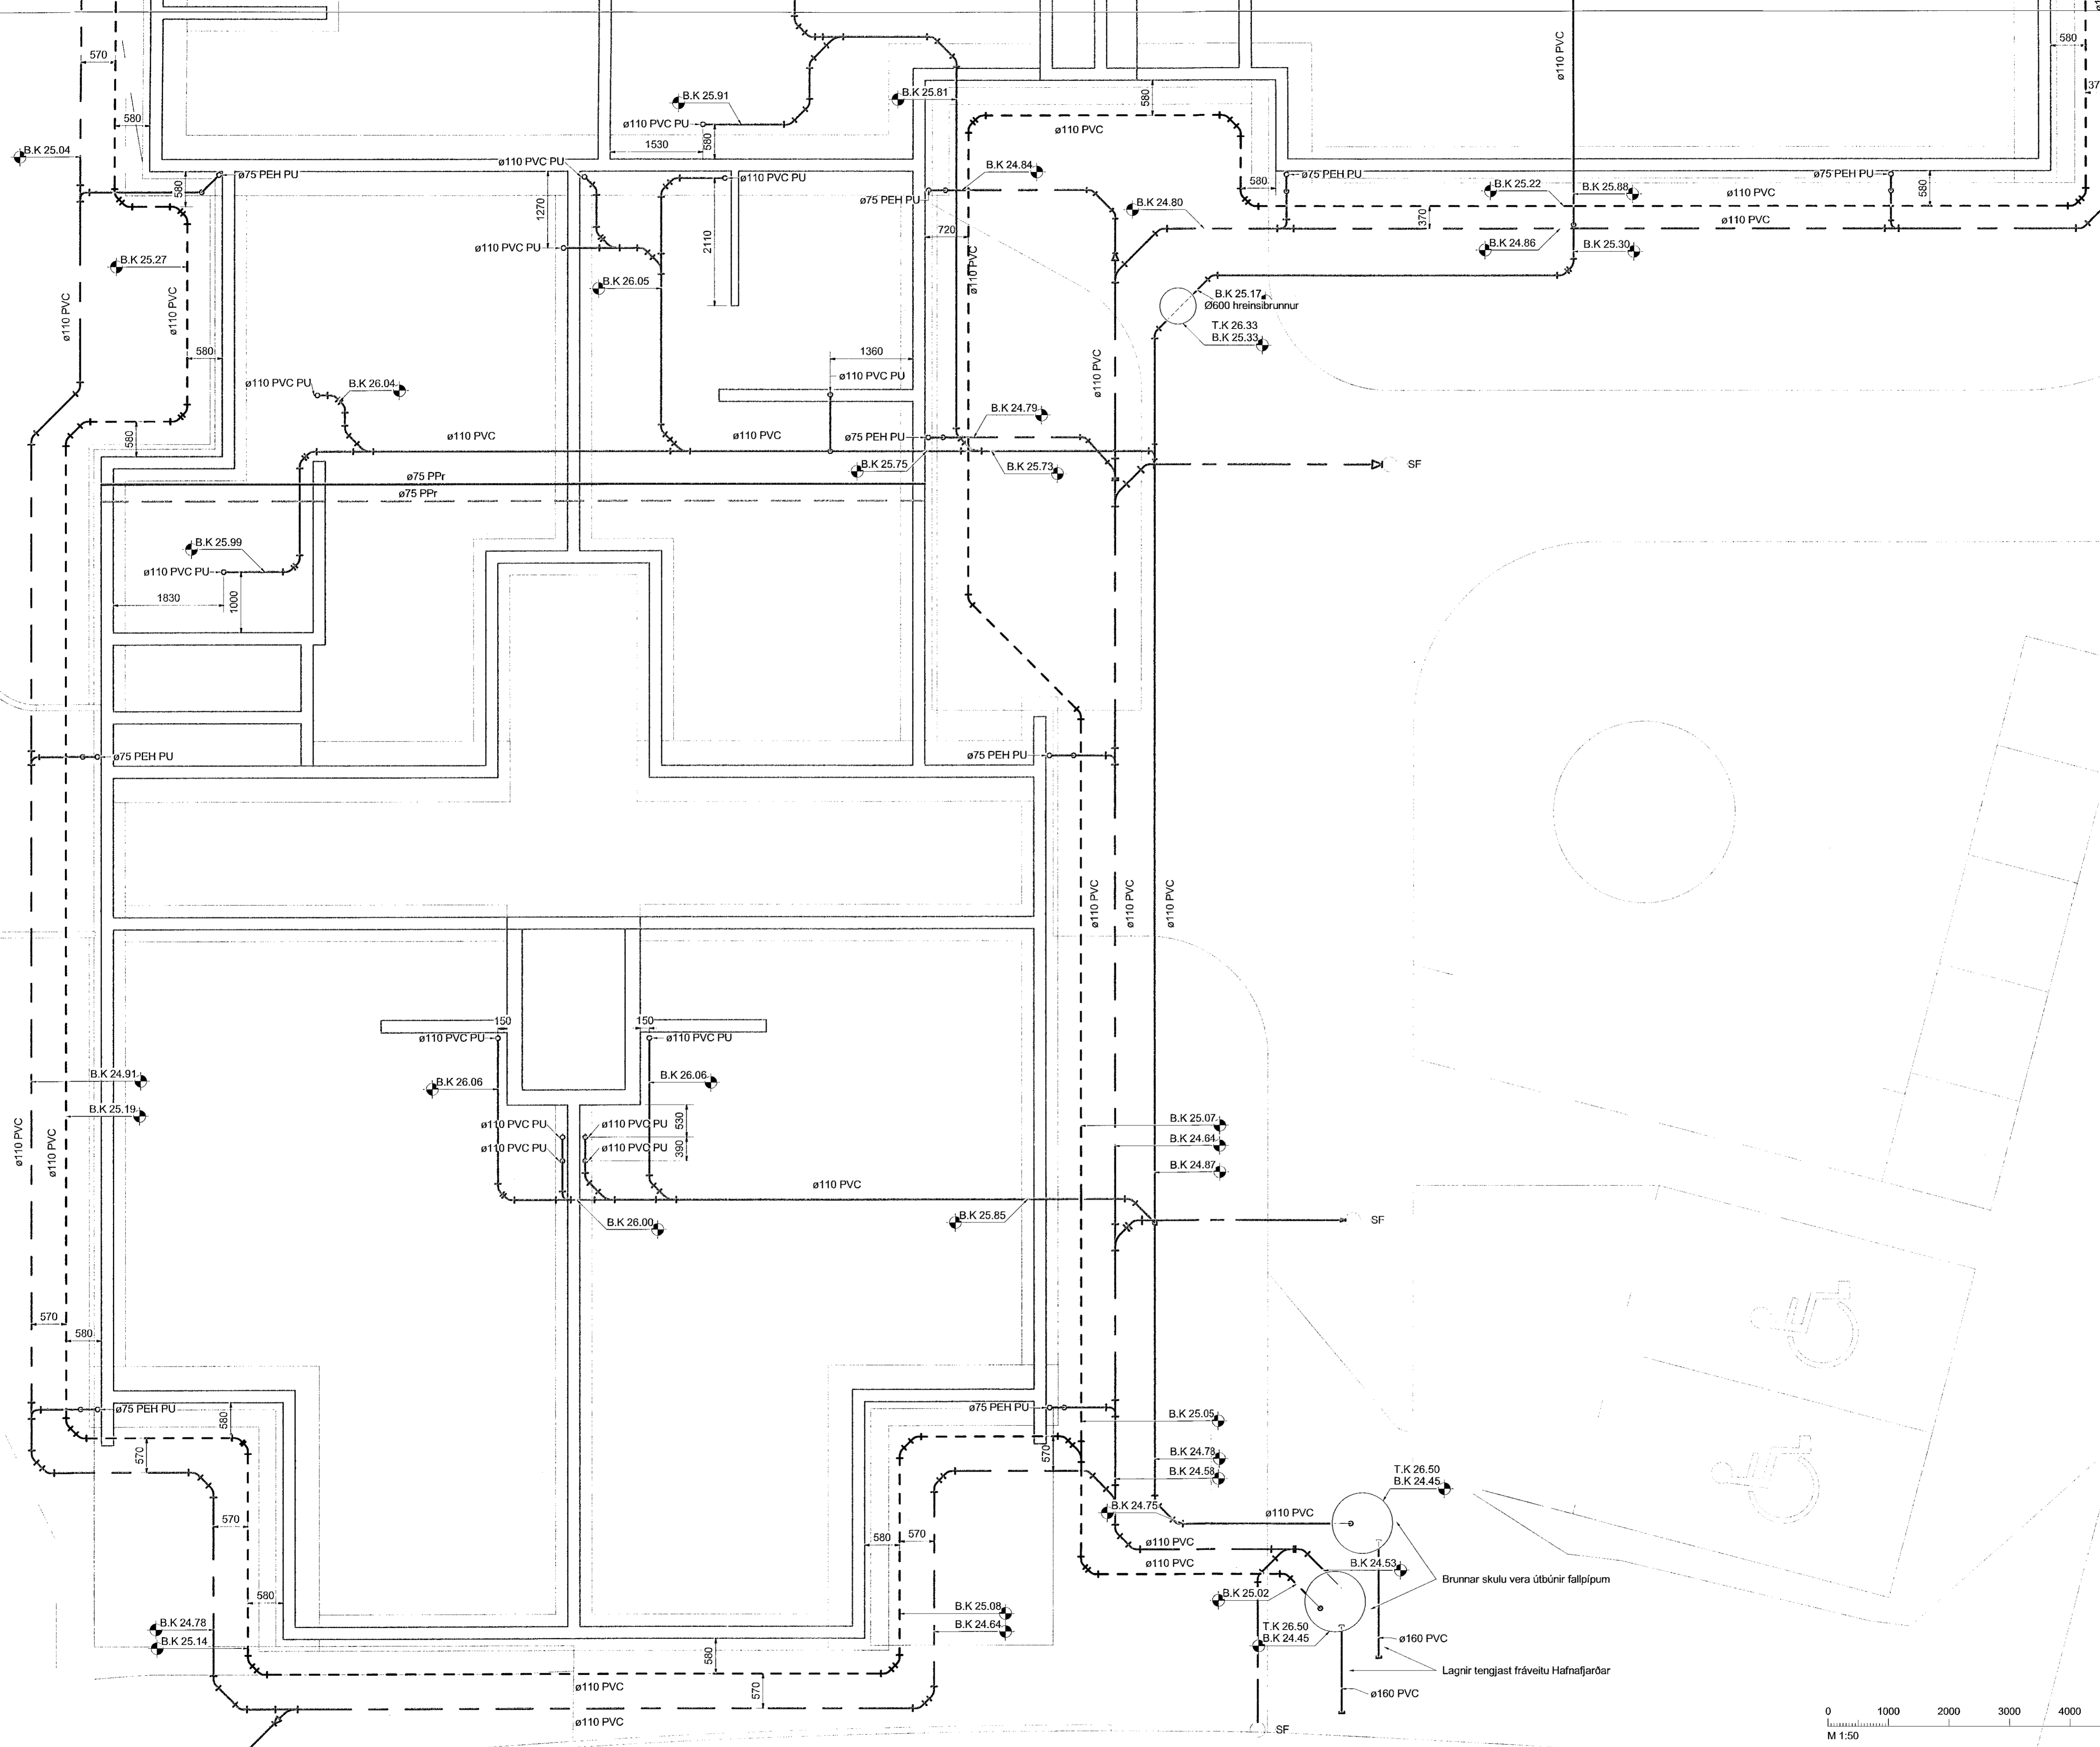 570
580
B.K 25.04
580
ø75 PEH PU
B.K 25.27
ø110 PVC
ø110 PVC
580
580
B.K 25.91
ø110 PVC PU
1530
580
ø110 PVC PU
1270
ø110 PVC PU
2110
ø110 PVC PU
B.K 26.05
B.K 25.81
580
ø110 PVC
B.K 24.84
ø75 PEH PU
720
ø110 PVC
B.K 24.80
ø110 PVC
580
ø110 PVC
ø75 PEH PU
B.K 25.22
B.K 25.88
ø110 PVC
370
ø110 PVC
B.K 24.86
B.K 25.30
ø75 PEH PU
580
580
37
B.K 25.17
Ø600 hreinsibrunnur
T.K 26.33
B.K 25.33
1360
ø110 PVC PU
ø110 PVC PU
B.K 26.04
ø110 PVC
ø110 PVC
B.K 24.79
ø75 PEH PU
B.K 25.75
B.K 25.73
SF
ø75 PPr
ø75 PPr
B.K 25.99
ø110 PVC PU
1830
1000
ø75 PEH PU
ø75 PEH PU
ø110 PVC
ø110 PVC
ø110 PVC
150
150
ø110 PVC PU
ø110 PVC PU
B.K 26.06
B.K 26.06
B.K 24.91
B.K 25.19
ø110 PVC
ø110 PVC
ø110 PVC PU
ø110 PVC PU
530
ø110 PVC PU
ø110 PVC PU
390
B.K 25.07
B.K 24.64
B.K 24.87
ø110 PVC
B.K 26.00
B.K 25.85
SF
570
580
ø75 PEH PU
580
570
ø75 PEH PU
570
B.K 25.05
B.K 24.78
B.K 24.58
T.K 26.50
B.K 24.45
B.K 24.75
ø110 PVC
570
580
580
570
ø110 PVC
ø110 PVC
B.K 24.53
Brunnar skulu vera útbúnir fallpípum
B.K 25.02
B.K 24.78
B.K 25.14
B.K 25.08
B.K 24.64
T.K 26.50
B.K 24.45
ø160 PVC
580
570
ø110 PVC
ø110 PVC
Lagnir tengjast fráveitu Hafnafjarðar
ø160 PVC
SF
0 1000 2000 3000 4000
M 1:50